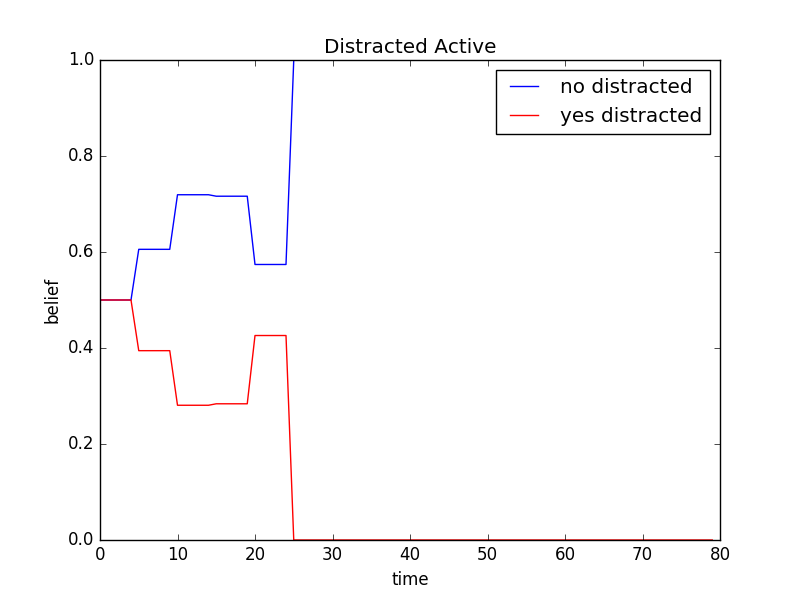 Distracted Active
1.0
0.8
0.6
0.4
0.2
0.0
belief
no distracted
yes distracted
0 10 20 30 40 50 60 70 80
time